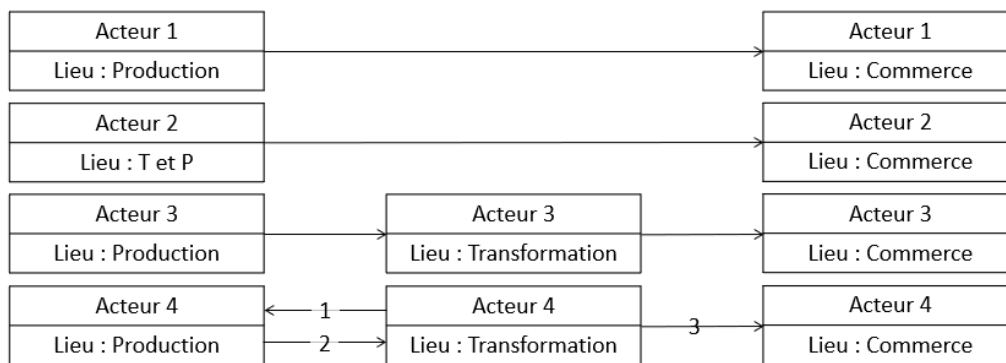 Acteur 1
Lieu : Production
Acteur 1
Lieu : Commerce
Acteur 2
Lieu : T et P
Acteur 2
Lieu : Commerce
Acteur 3
Lieu : Production
Acteur 3
Lieu : Transformation
Acteur 3
Lieu : Commerce
Acteur 4
Lieu : Production
1
2
Acteur 4
Lieu : Transformation
3
Acteur 4
Lieu : Commerce